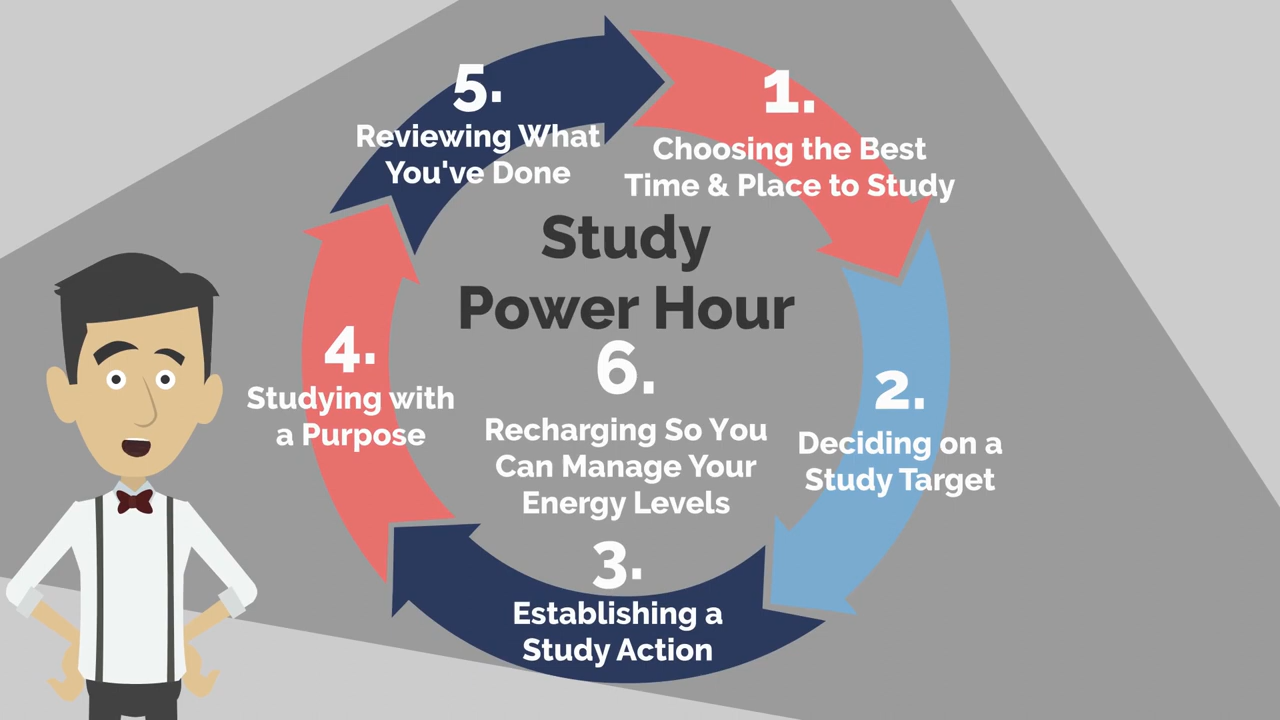 Study
Power Hour
1.
Choosing the Best
Time & Place to Study
2.
Deciding on a
Study Target
3.
Establishing a
Study Action
4.
Studying with
a Purpose
5.
Reviewing What
You've Done
6.
Recharging So You
Can Manage Your
Energy Levels